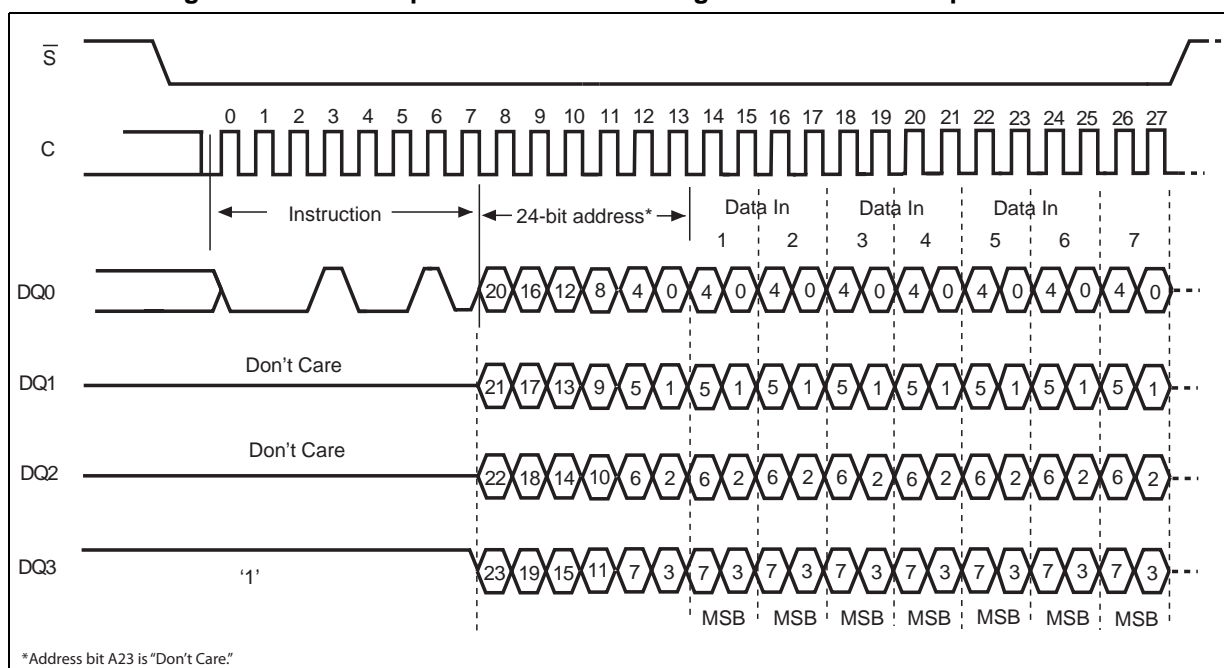 S
0 1 2 3 4 5 6 7 8 9 10 11 12 13 14 15 16 17 18 19 20 21 22 23 24 25 26 27
C
Instruction 24-bit address* Data In Data In Data In
1 2 3 4 5 6 7
DQ0 20 16 12 8 4 0 4 0 4 0 4 0 4 0 4 0 4 0 4 0
Don't Care
DQ1 21 17 13 9 5 1 5 1 5 1 5 1 5 1 5 1 5 1 5 1
Don't Care
DQ2 22 18 14 10 6 2 6 2 6 2 6 2 6 2 6 2 6 2 6 2
DQ3 '1' 23 19 15 11 7 3 7 3 7 3 7 3 7 3 7 3 7 3 7 3
MSB MSB MSB MSB MSB MSB MSB
*Address bit A23 is “Don't Care.”